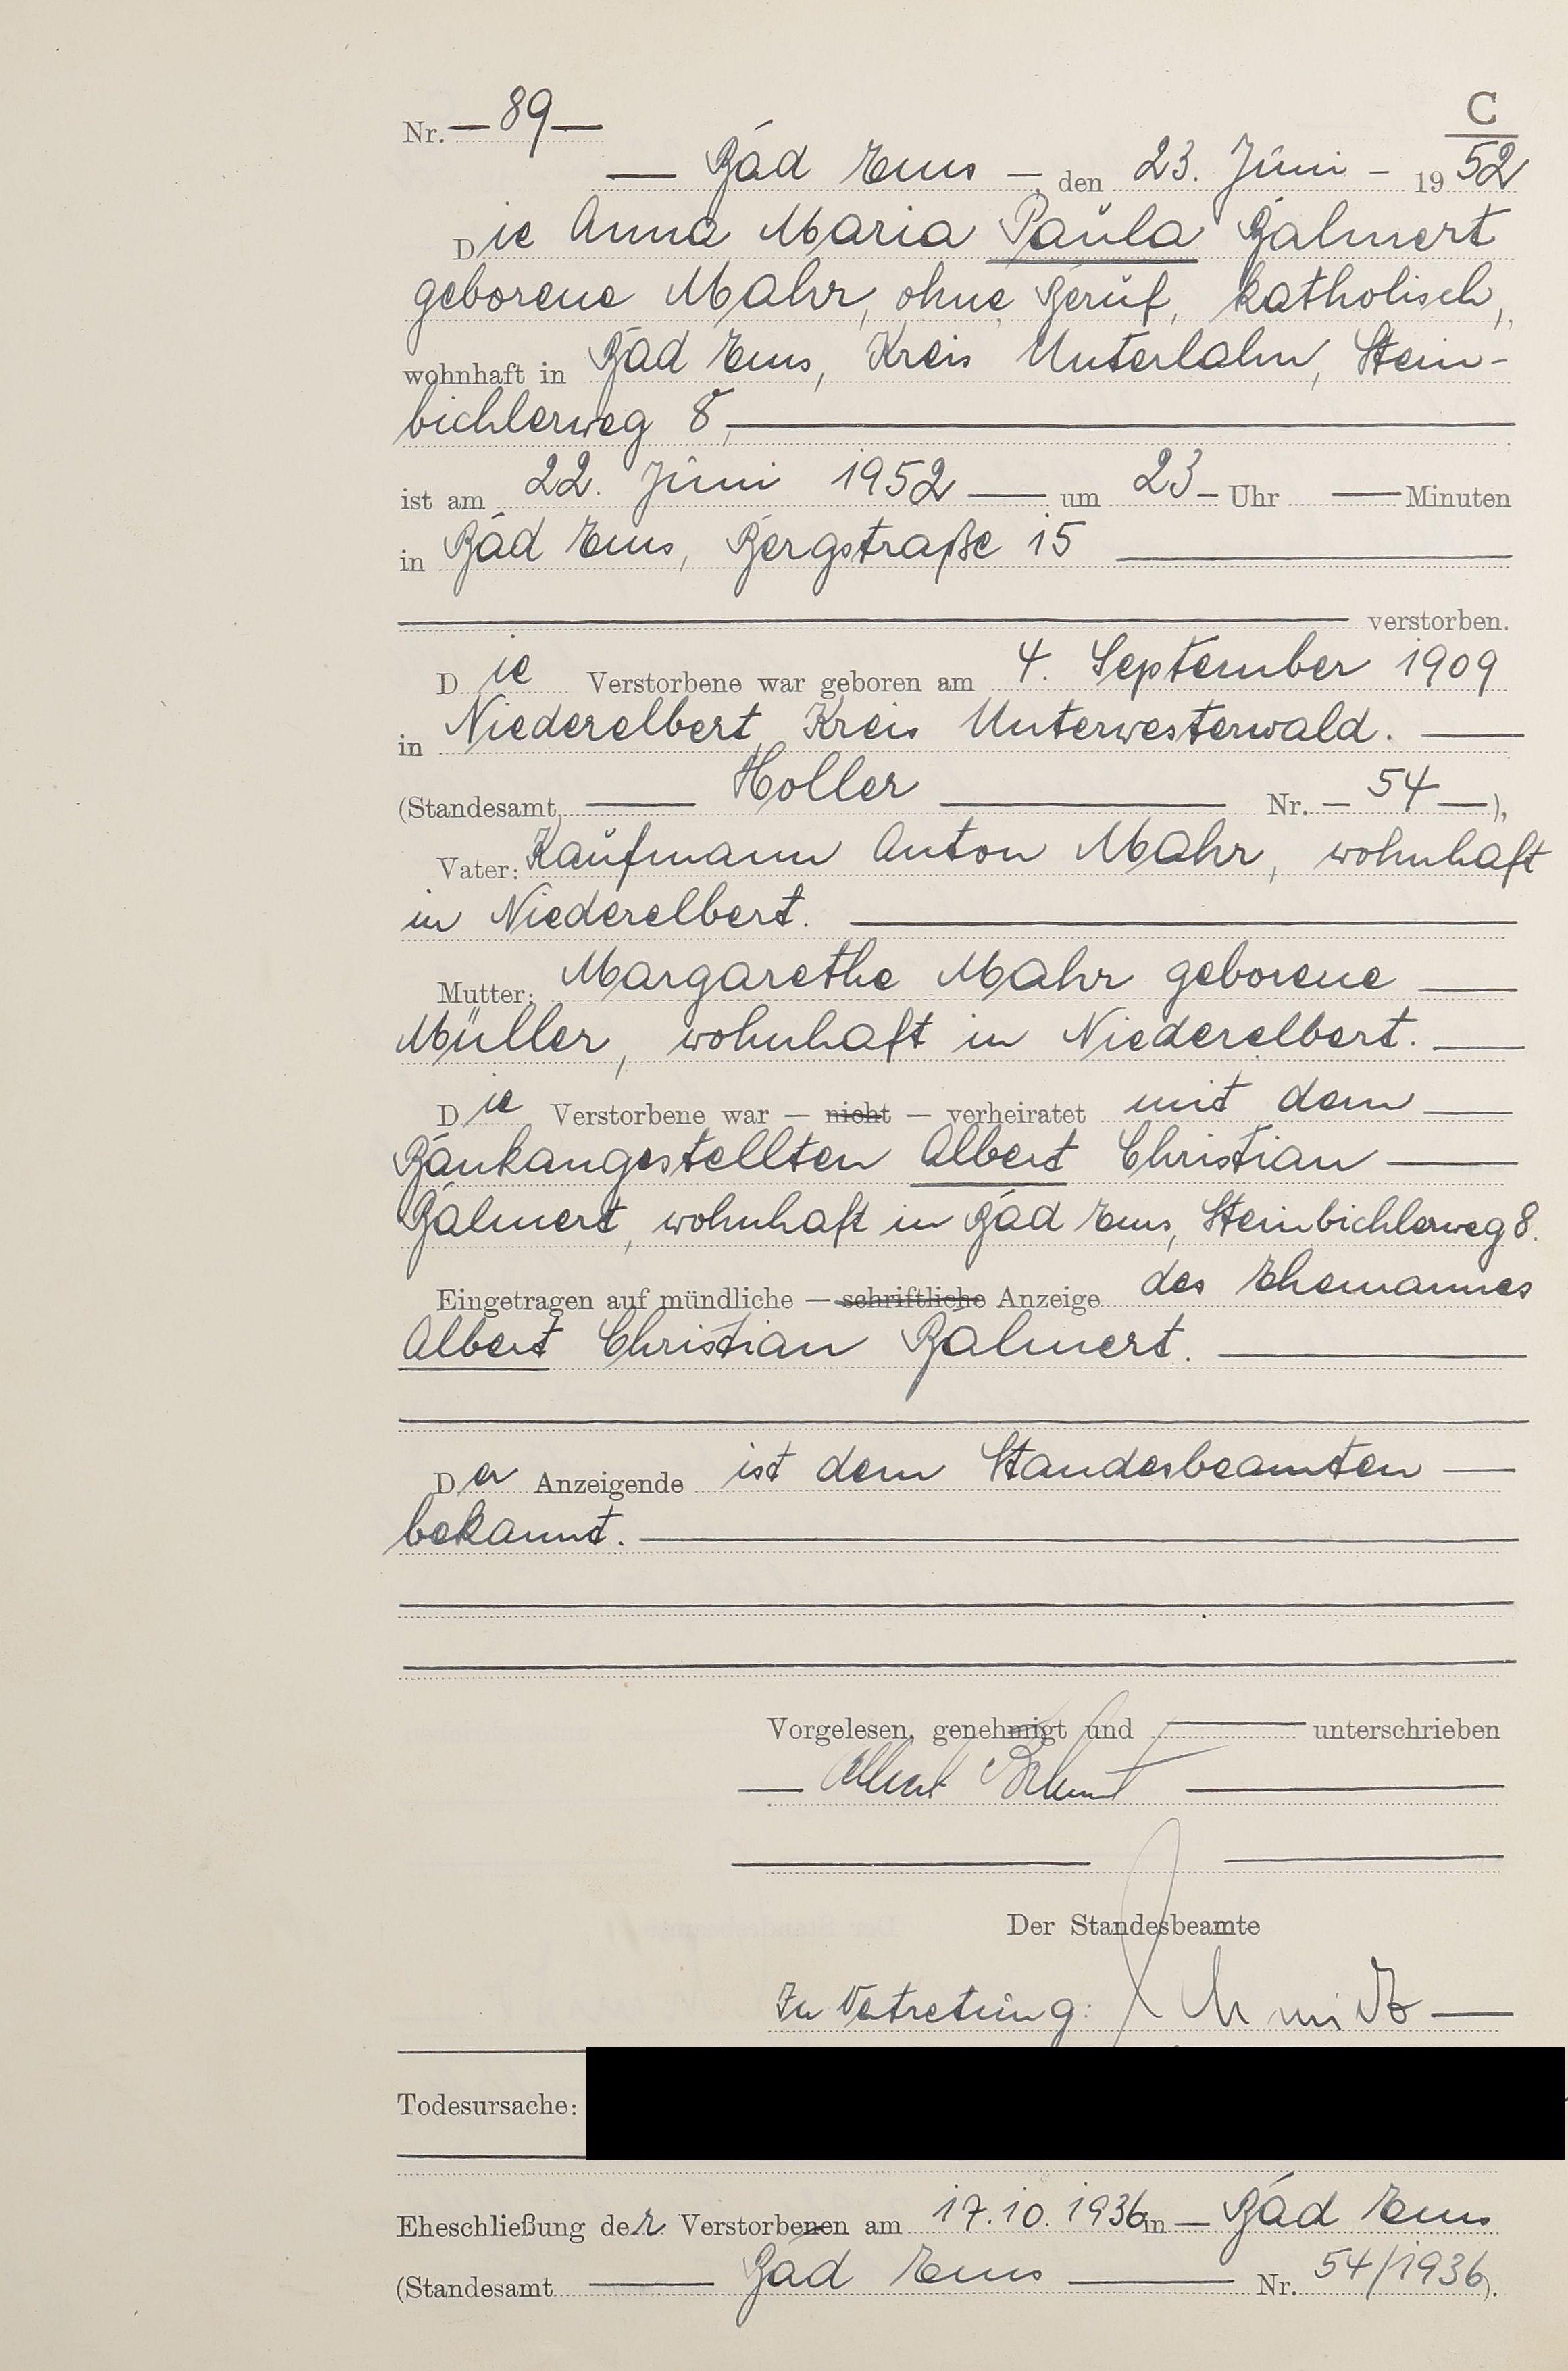 C
Nr. — 89 —
— Bad Ems —, den 23. Juni – 1952
Die Anna Maria Paula Balmert
geborene Mahr, ohne Beruf, katholisch,
wohnhaft in Bad Ems, Kreis Unterlahn, Stein-
bichlerweg 8,
ist am 22. Juni 1952 — um 23 – Uhr — Minuten
in Bad Ems, Bergstraße 15
verstorben.
Die Verstorbene war geboren am 4. September 1909
in Niederelbert, Kreis Unterwesterwald. —
(Standesamt — Holler — Nr. — 54 —),
Vater: Kaufmann Anton Mahr, wohnhaft
in Niederelbert. —
Mutter: Margarethe Mahr geborene —
Müller, wohnhaft in Niederelbert. —
Die Verstorbene war — nicht — verheiratet mit dem —
Bankangestellten Albert Christian —
Balmert, wohnhaft in Bad Ems, Steinbichlerweg 8.
Eingetragen auf mündliche — schriftliche Anzeige des Ehemannes
Albert Christian Balmert. —
Der Anzeigende ist dem Standesbeamten —
bekannt. —
Vorgelesen, genehmigt und — unterschrieben
— Albert Balmert —
Der Standesbeamte
In Vertretung: Schmidt —
Todesursache:
Eheschließung der Verstorbenen am 17.10.1936 in — Bad Ems
(Standesamt — Bad Ems — Nr. 54/1936).